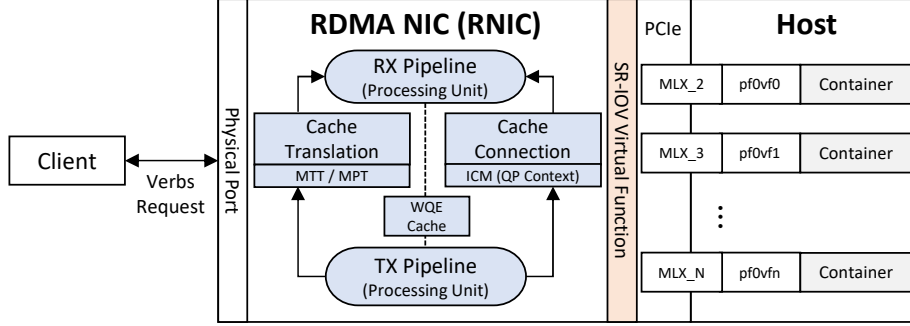 RDMA NIC (RNIC)
PCIe
Host
Client
Verbs
Request
Physical Port
RX Pipeline
(Processing Unit)
Cache
Translation
MTT / MPT
Cache
Connection
ICM (QP Context)
WQE
Cache
TX Pipeline
(Processing Unit)
SR-IOV Virtual Function
MLX_2
pf0vf0
Container
MLX_3
pf0vf1
Container
...
MLX_N
pf0vfn
Container